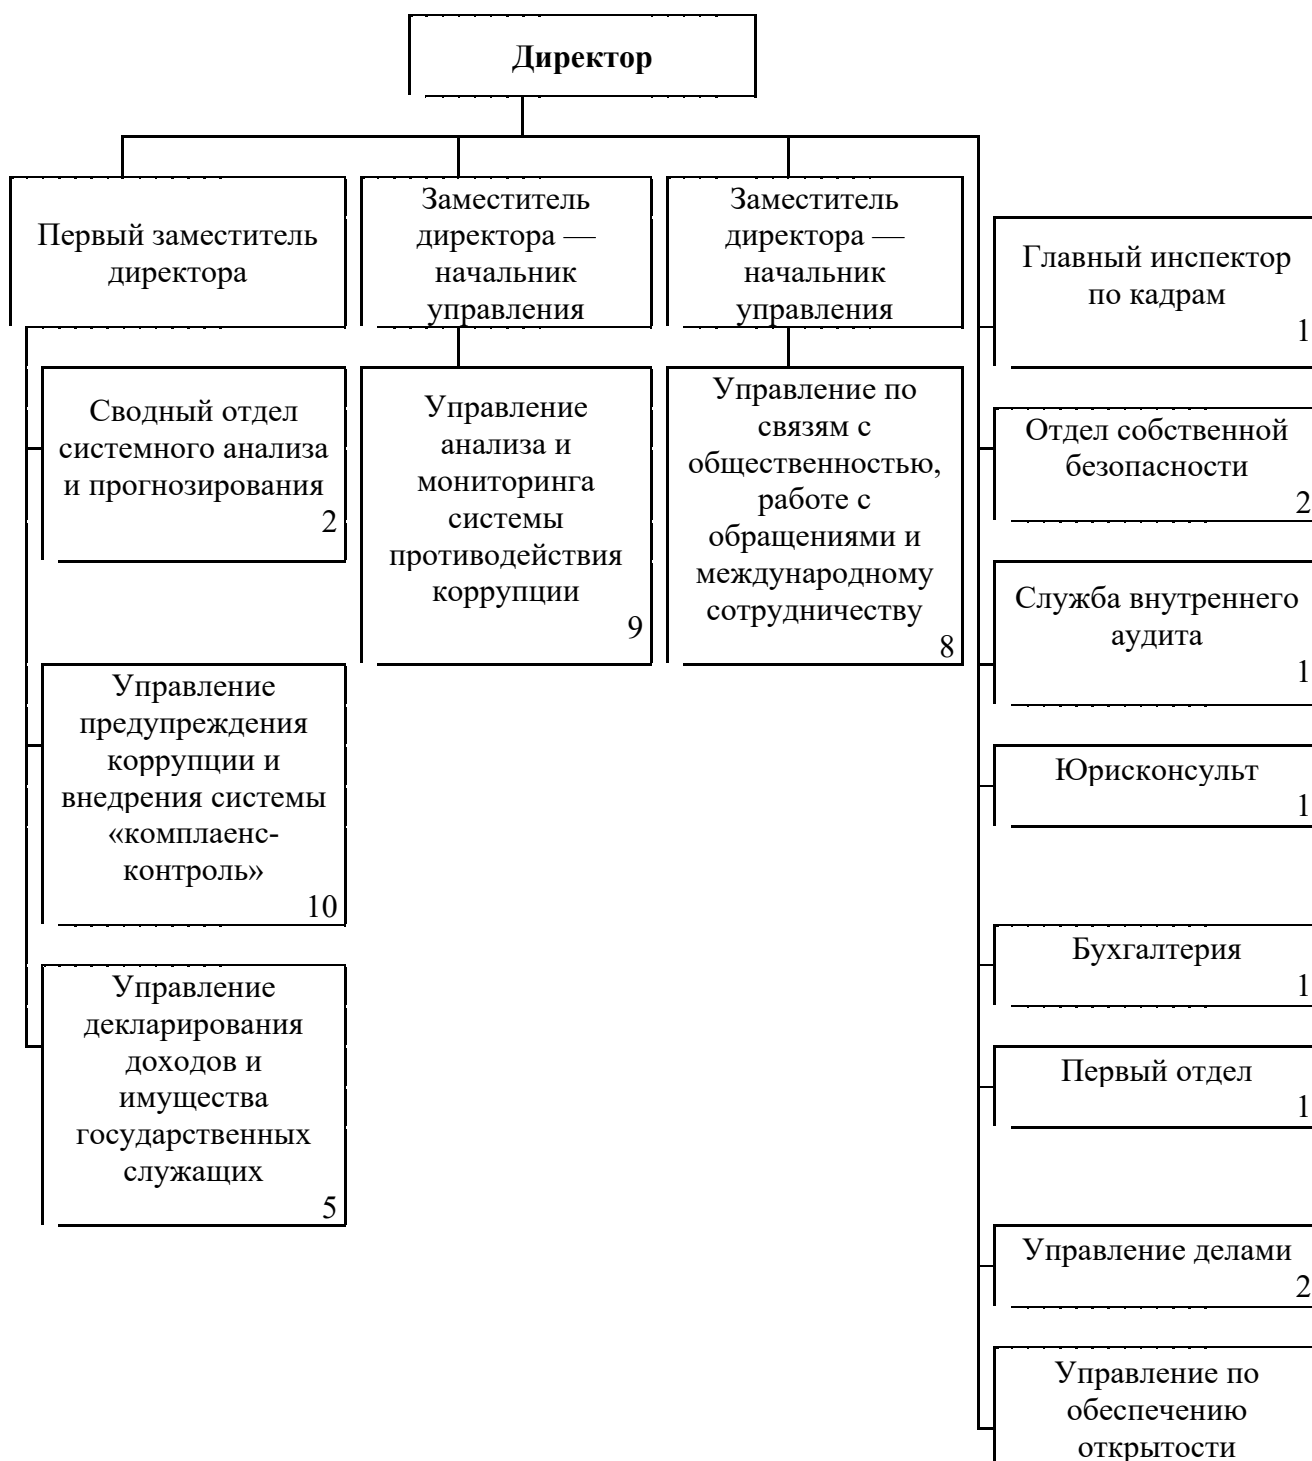 Директор
Первый заместитель
директора
Заместитель
директора —
начальник
управления
Заместитель
директора —
начальник
управления
Главный инспектор
по кадрам
1
Сводный отдел
системного анализа
и прогнозирования
2
Управление
анализа и
мониторинга
системы
противодействия
коррупции
9
Управление по
связям с
общественностью,
работе с
обращениями и
международному
сотрудничеству
8
Отдел собственной
безопасности
2
Служба внутреннего
аудита
1
Управление
предупреждения
коррупции и
внедрения системы
«комплаенс-
контроль»
10
Юрисконсульт
1
Бухгалтерия
1
Управление
декларирования
доходов и
имущества
государственных
служащих
5
Первый отдел
1
Управление делами
2
Управление по
обеспечению
открытости